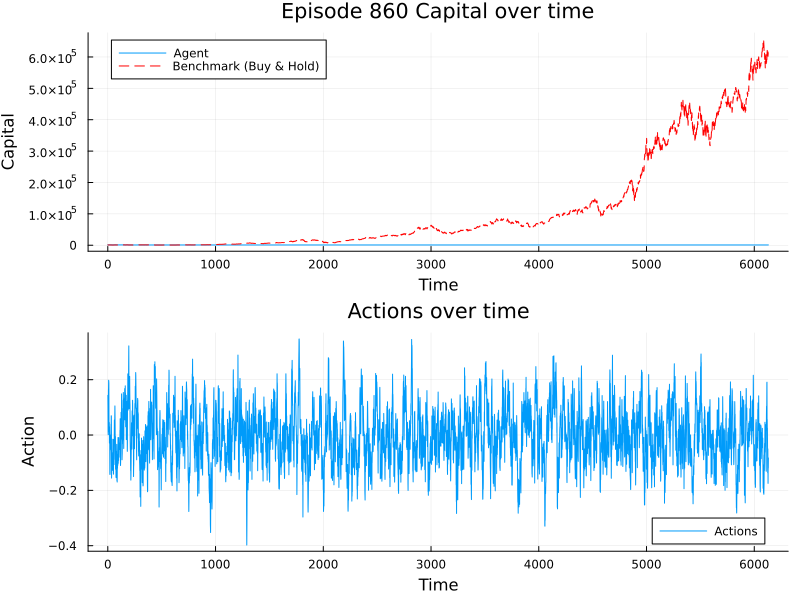 Episode 860 Capital over time
Agent
Benchmark (Buy & Hold)
6.0×10⁵
5.0×10⁵
4.0×10⁵
3.0×10⁵
2.0×10⁵
1.0×10⁵
0
Capital
0 1000 2000 3000 4000 5000 6000
Time
Actions over time
0.2
0.0
−0.2
−0.4
Action
Actions
0 1000 2000 3000 4000 5000 6000
Time